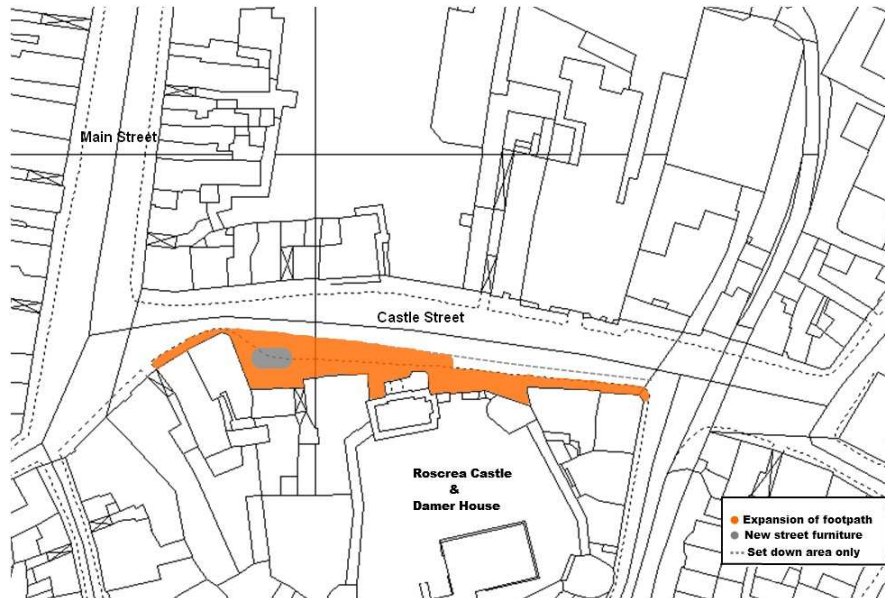 Main Street
Castle Street
Roscrea Castle
&
Damer House
Expansion of footpath
New street furniture
Set down area only